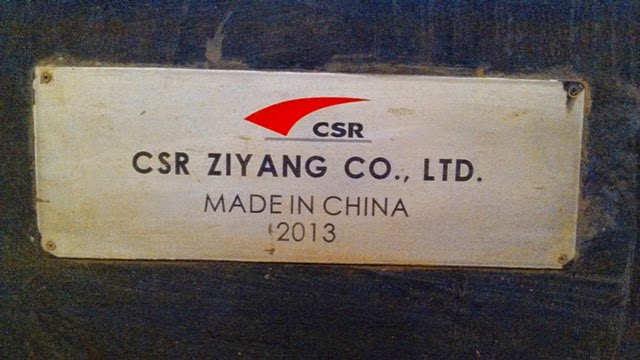 CSR
CSR ZIYANG CO., LTD.
MADE IN CHINA
2013